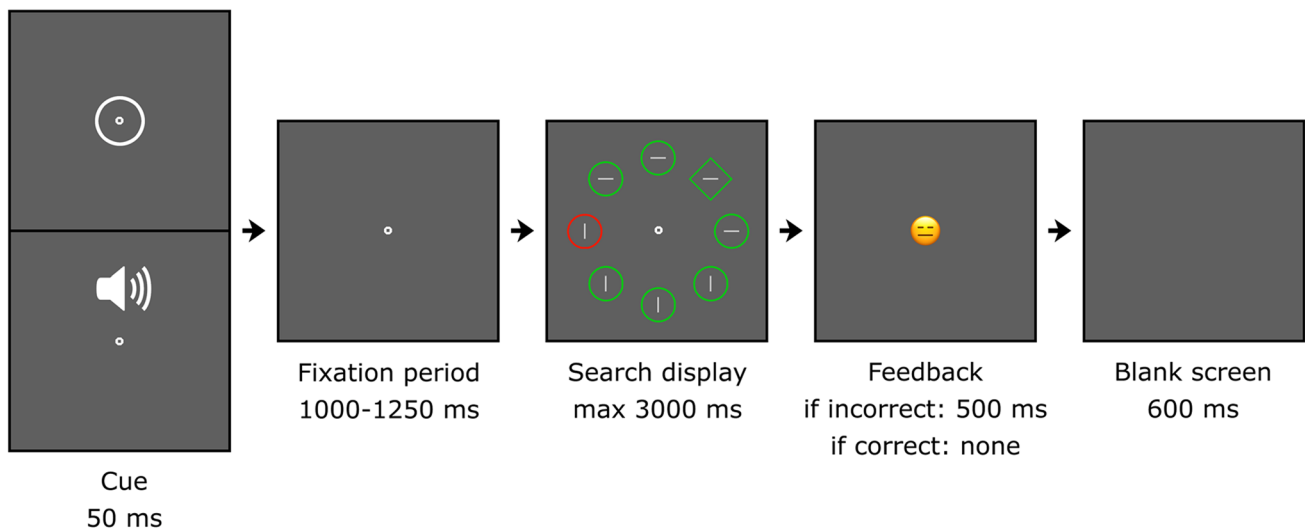 Cue
50 ms
Fixation period
1000-1250 ms
Search display
max 3000 ms
Feedback
if incorrect: 500 ms
if correct: none
Blank screen
600 ms